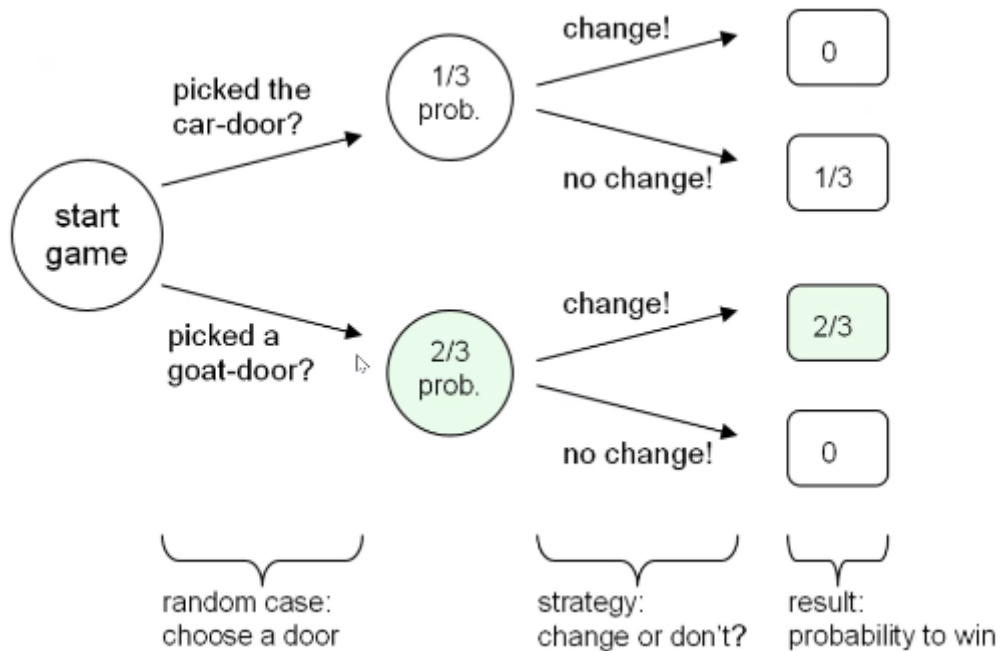 start
game
picked the
car-door?
picked a
goat-door?
1/3
prob.
2/3
prob.
change!
no change!
change!
no change!
0
1/3
2/3
0
random case:
choose a door
strategy:
change or don't?
result:
probability to win